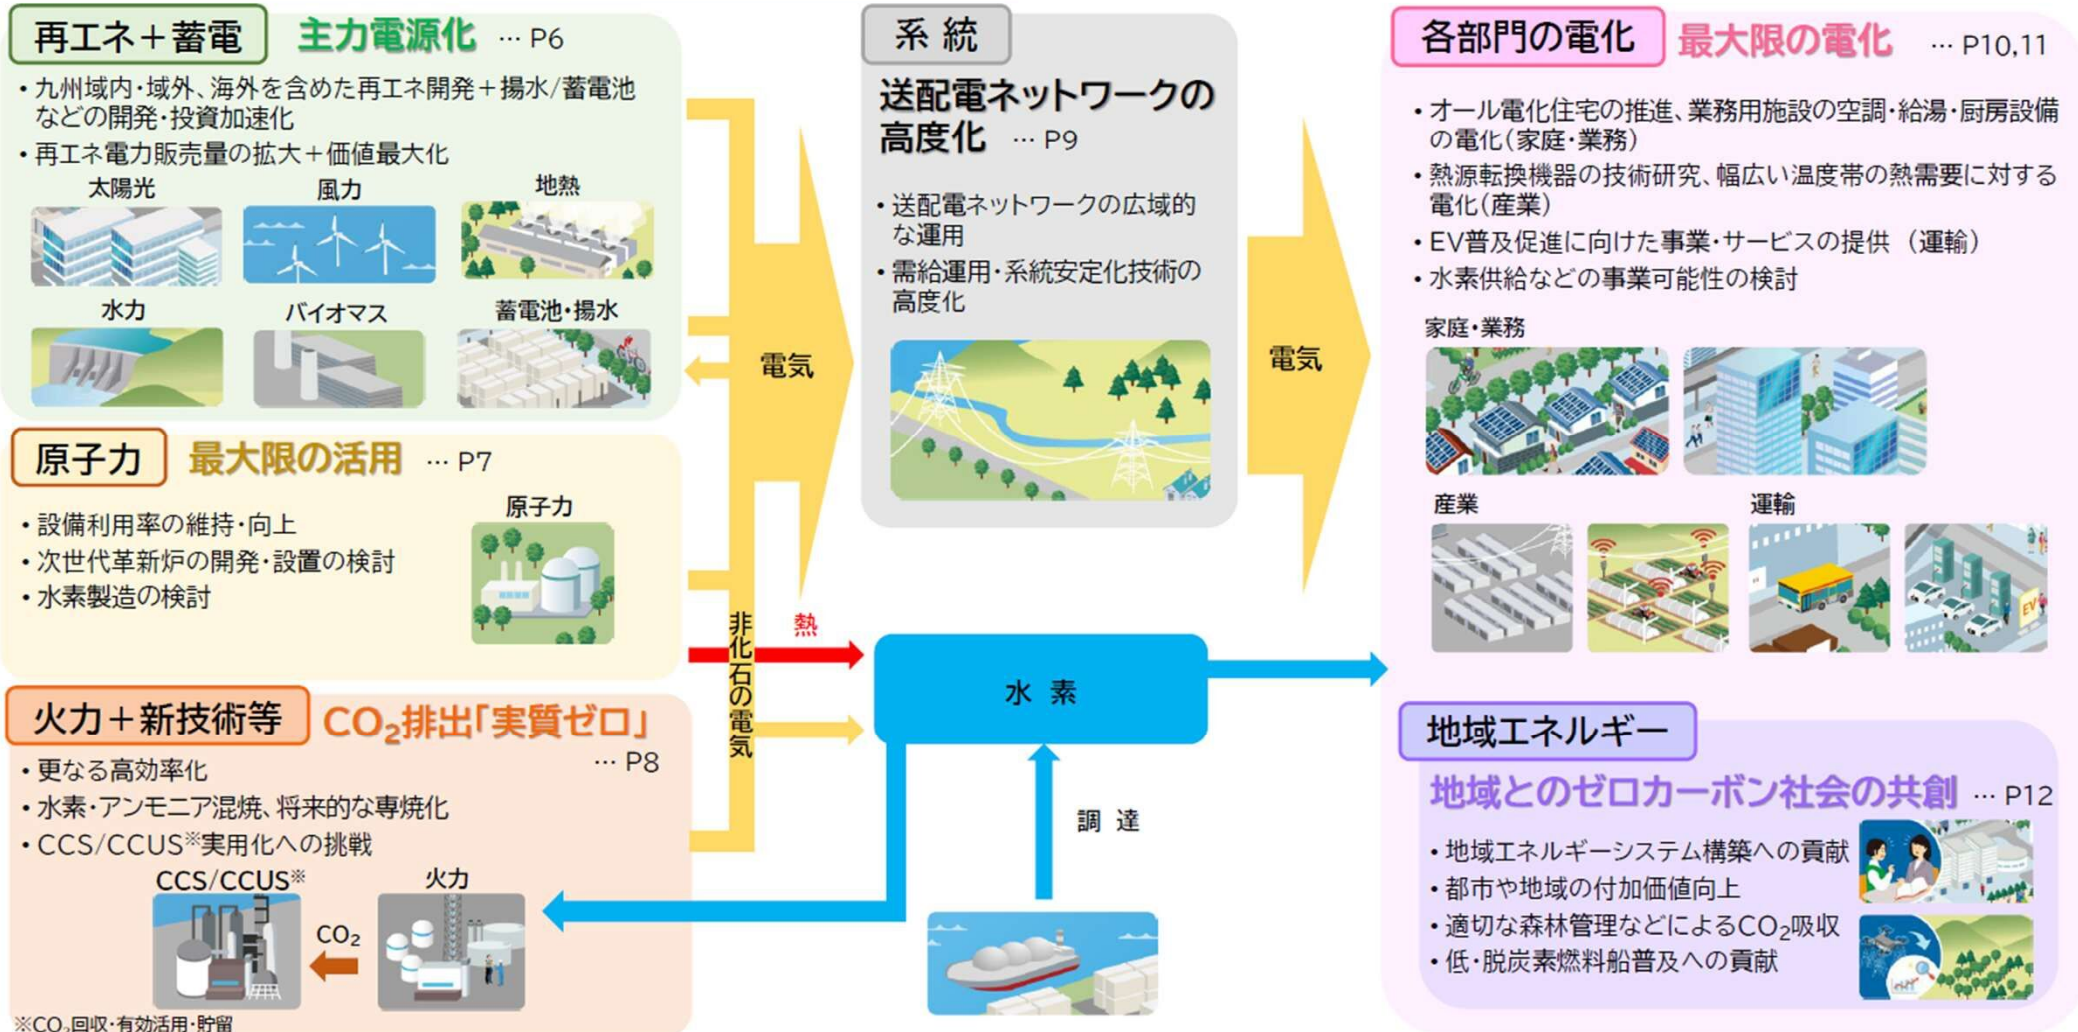 再エネ＋蓄電
主力電源化 … P6
・九州域内・域外、海外を含めた再エネ開発＋揚水/蓄電池
などの開発・投資加速化
・再エネ電力販売量の拡大＋価値最大化
太陽光
風力
地熱
水力
バイオマス
蓄電池・揚水
原子力
最大限の活用 … P7
・設備利用率の維持・向上
・次世代革新炉の開発・設置の検討
・水素製造の検討
原子力
火力＋新技術等
CO₂排出「実質ゼロ」
… P8
・更なる高効率化
・水素・アンモニア混焼、将来的な専焼化
・CCS/CCUS※実用化への挑戦
CCS/CCUS※
火力
CO₂
※CO₂回収・有効活用・貯留
電気
非化石の電気
熱
系統
送配電ネットワークの
高度化 … P9
・送配電ネットワークの広域的
な運用
・需給運用・系統安定化技術の
高度化
水素
調達
電気
各部門の電化
最大限の電化 … P10,11
・オール電化住宅の推進、業務用施設の空調・給湯・厨房設備
の電化（家庭・業務）
・熱源転換機器の技術研究、幅広い温度帯の熱需要に対する
電化（産業）
・EV普及促進に向けた事業・サービスの提供（運輸）
・水素供給などの事業可能性の検討
家庭・業務
産業
運輸
EV
地域エネルギー
地域とのゼロカーボン社会の共創 … P12
・地域エネルギーシステム構築への貢献
・都市や地域の付加価値向上
・適切な森林管理などによるCO₂吸収
・低・脱炭素燃料船普及への貢献